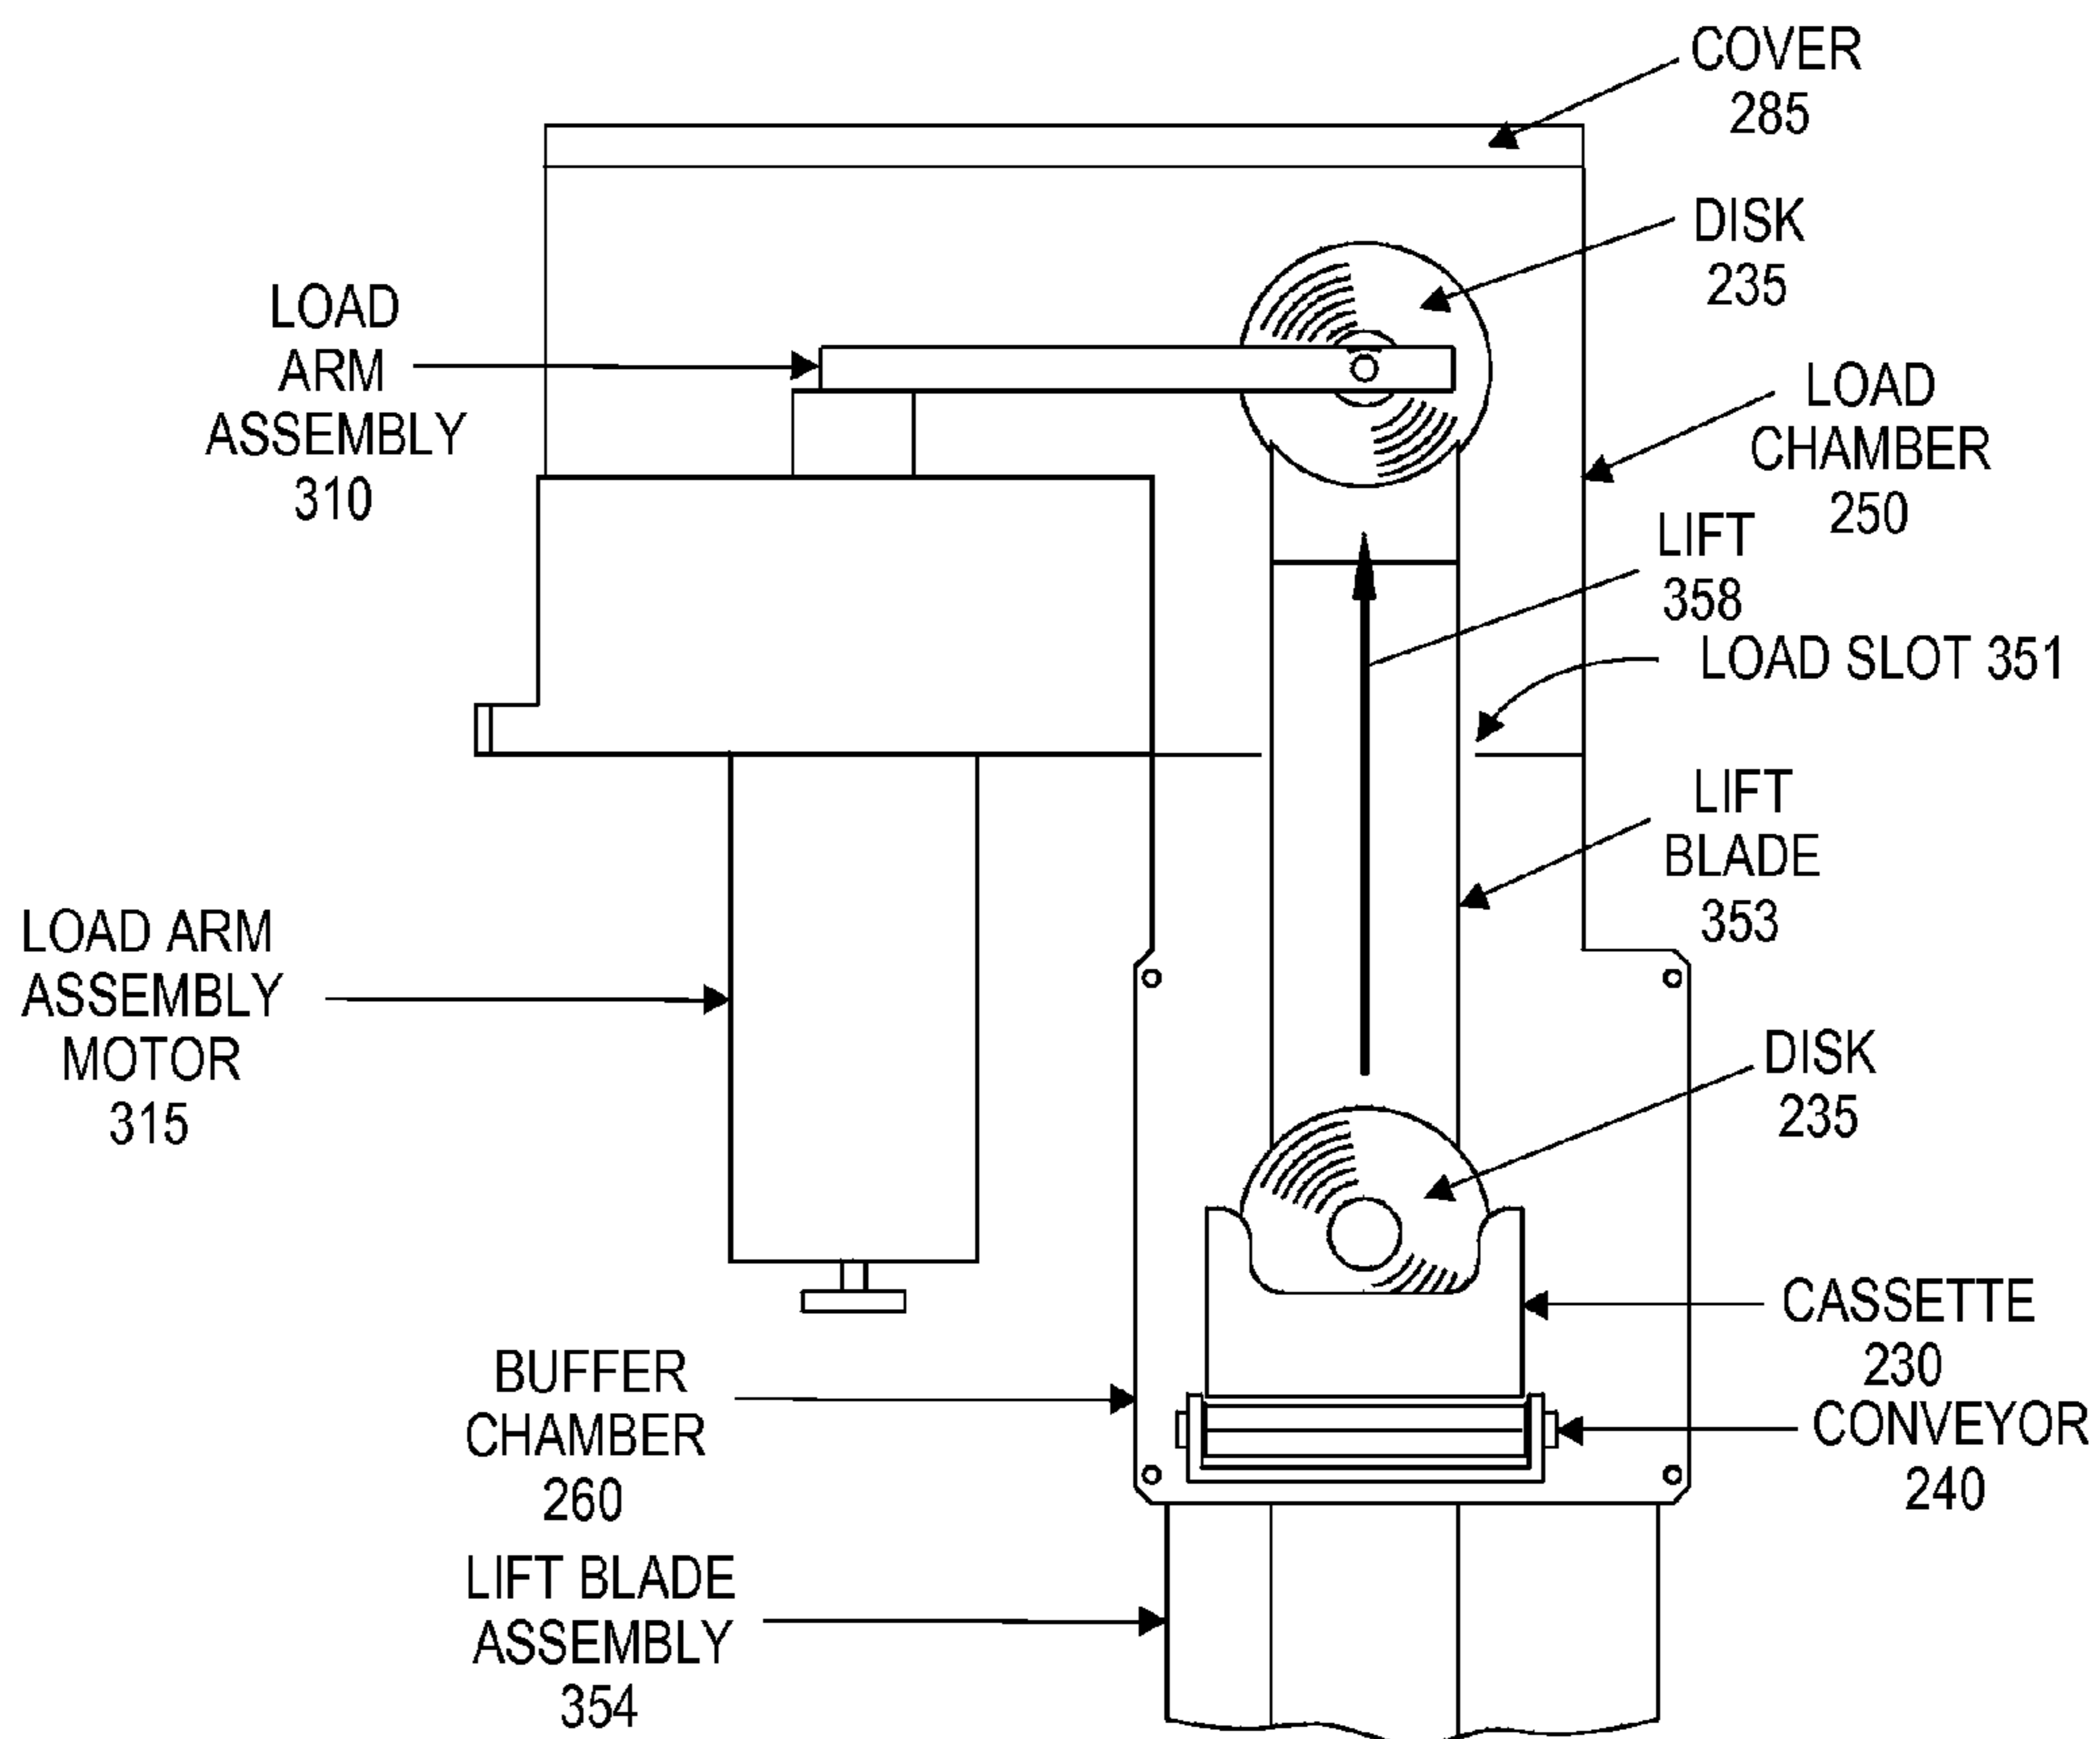 COVER
285
DISK
235
LOAD
ARM
ASSEMBLY
310
LOAD
CHAMBER
250
LIFT
358
LOAD SLOT 351
LIFT
BLADE
353
LOAD ARM
ASSEMBLY
MOTOR
315
DISK
235
CASSETTE
230
BUFFER
CHAMBER
260
CONVEYOR
240
LIFT BLADE
ASSEMBLY
354